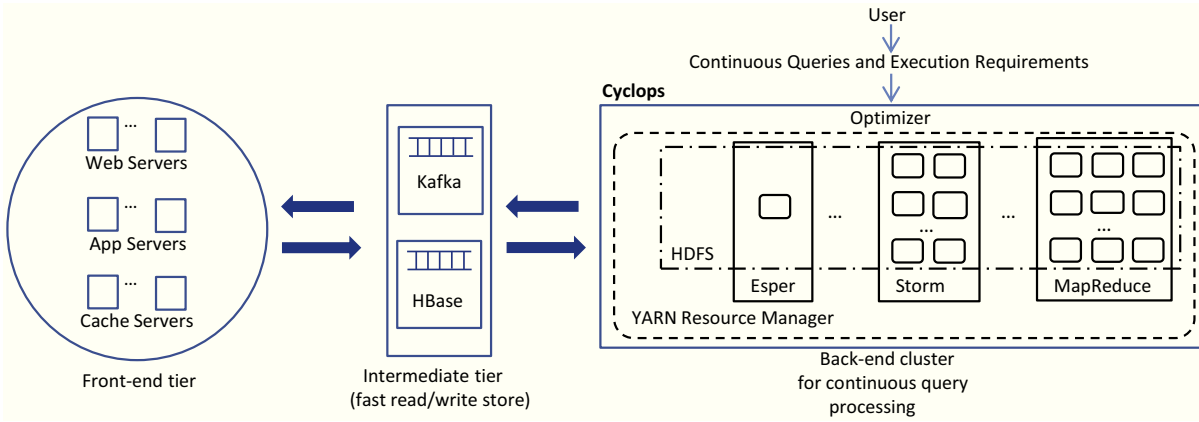 User
Continuous Queries and Execution Requirements
Cyclops
Optimizer
...
Web Servers
...
App Servers
...
Cache Servers
Front-end tier
Kafka
HBase
Intermediate tier
(fast read/write store)
...
...
...
...
HDFS
Esper
Storm
MapReduce
YARN Resource Manager
Back-end cluster
for continuous query
processing